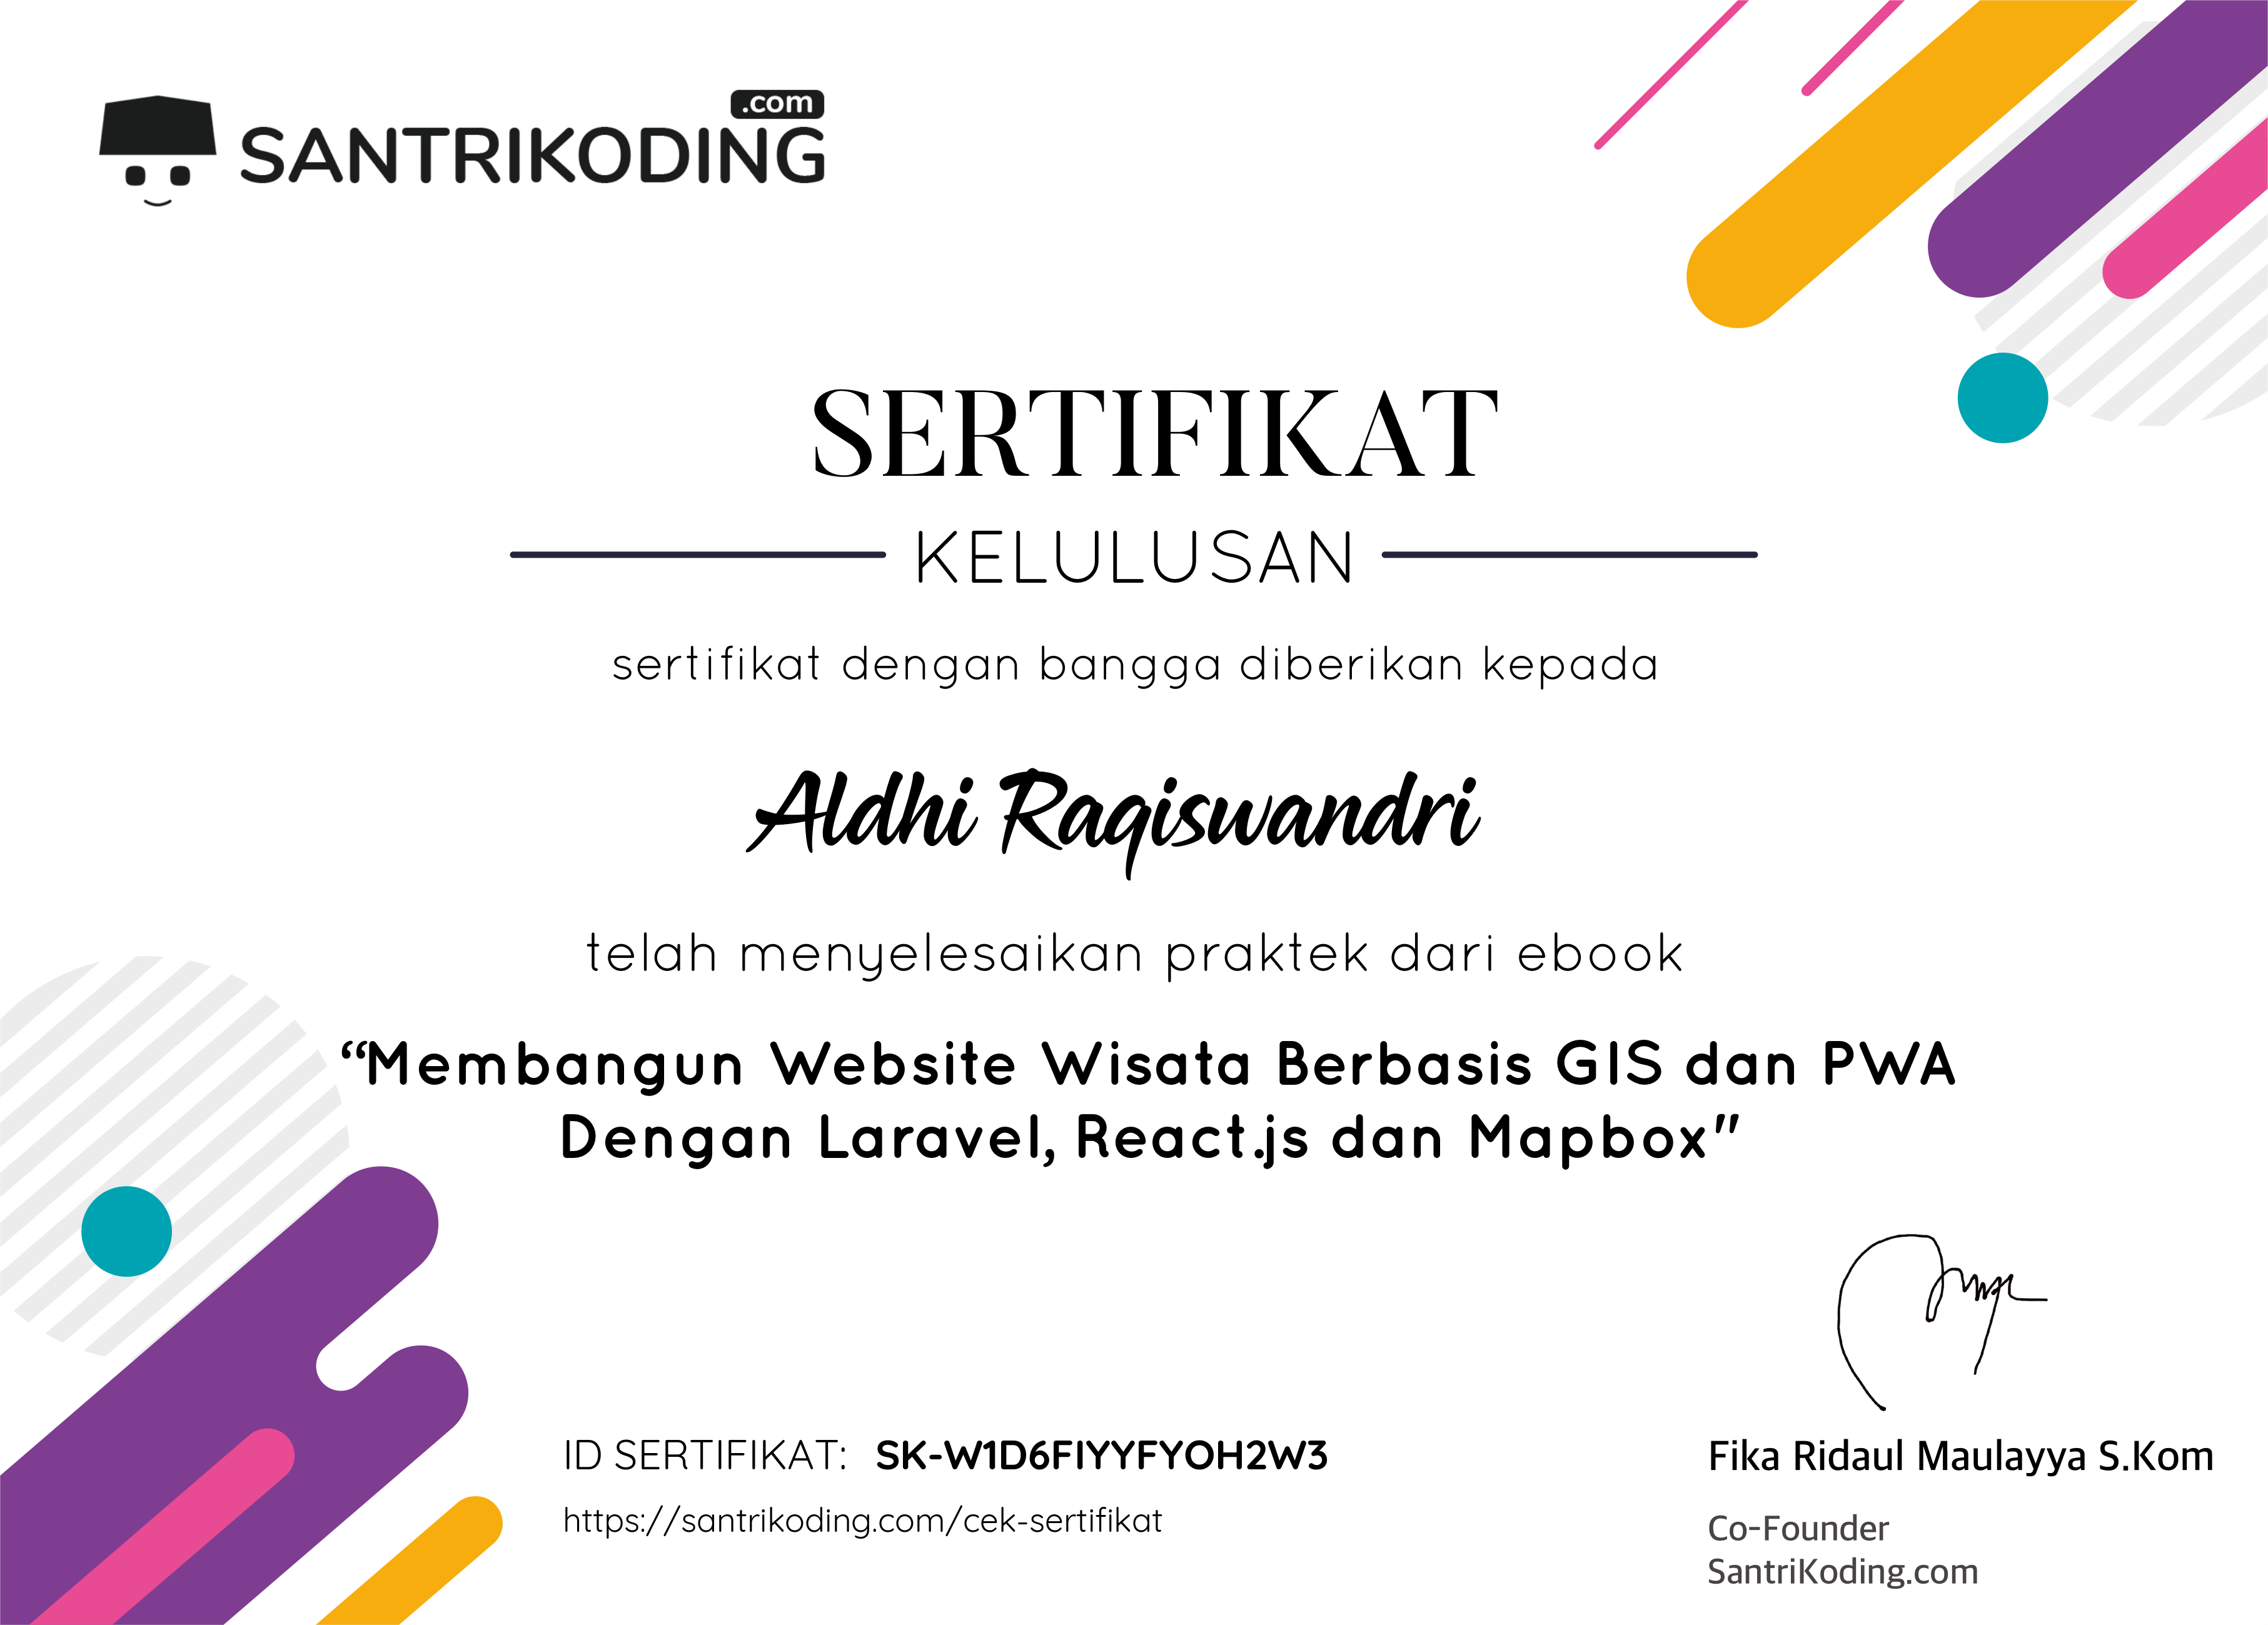 .com
SANTRIKODING
SERTIFIKAT
KELULUSAN
sertifikat dengan bangga diberikan kepada
Aldhi Raqiswandri
telah menyelesaikan praktek dari ebook
“Membangun Website Wisata Berbasis GIS dan PWA
Dengan Laravel, React.js dan Mapbox”
ID SERTIFIKAT: SK-W1D6FIYYFYOH2W3
https://santrikoding.com/cek-sertifikat
Fika Ridaul Maulayya S.Kom
Co-Founder
SantriKoding.com